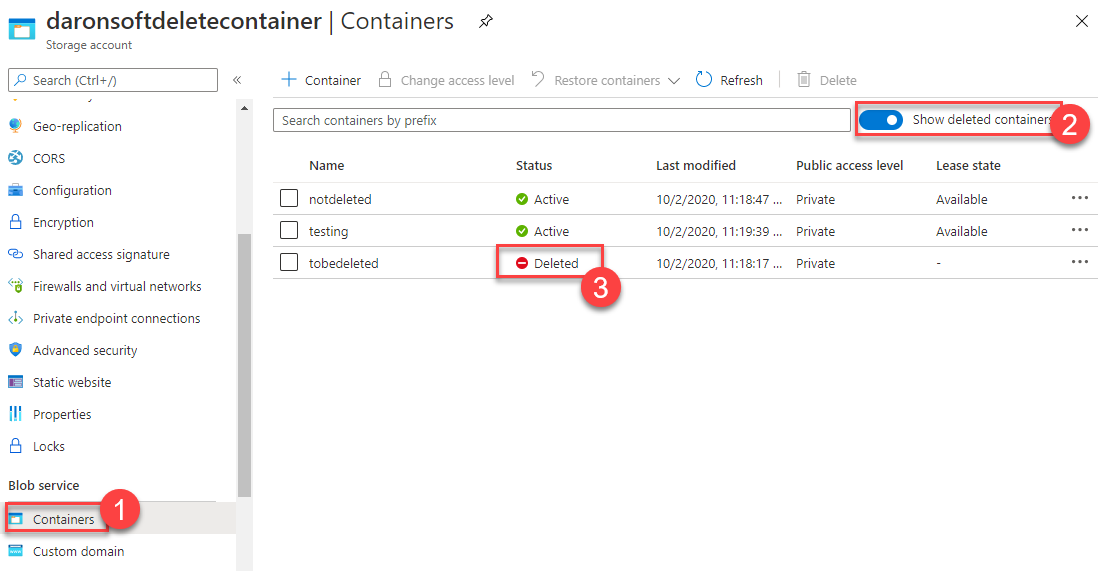 daronsoftdeletecontainer | Containers
Storage account
Search (Ctrl+/)
«
Container
Change access level
Restore containers
Refresh
Delete
Geo-replication
CORS
Configuration
Encryption
Shared access signature
Firewalls and virtual networks
Private endpoint connections
Advanced security
Static website
Properties
Locks
Blob service
Containers
1
Custom domain
Search containers by prefix
Show deleted containers
2
Name Status Last modified Public access level Lease state
notdeleted Active 10/2/2020, 11:18:47 ... Private Available ...
testing Active 10/2/2020, 11:19:39 ... Private Available ...
tobedeleted Deleted 10/2/2020, 11:18:17 ... Private - ...
3